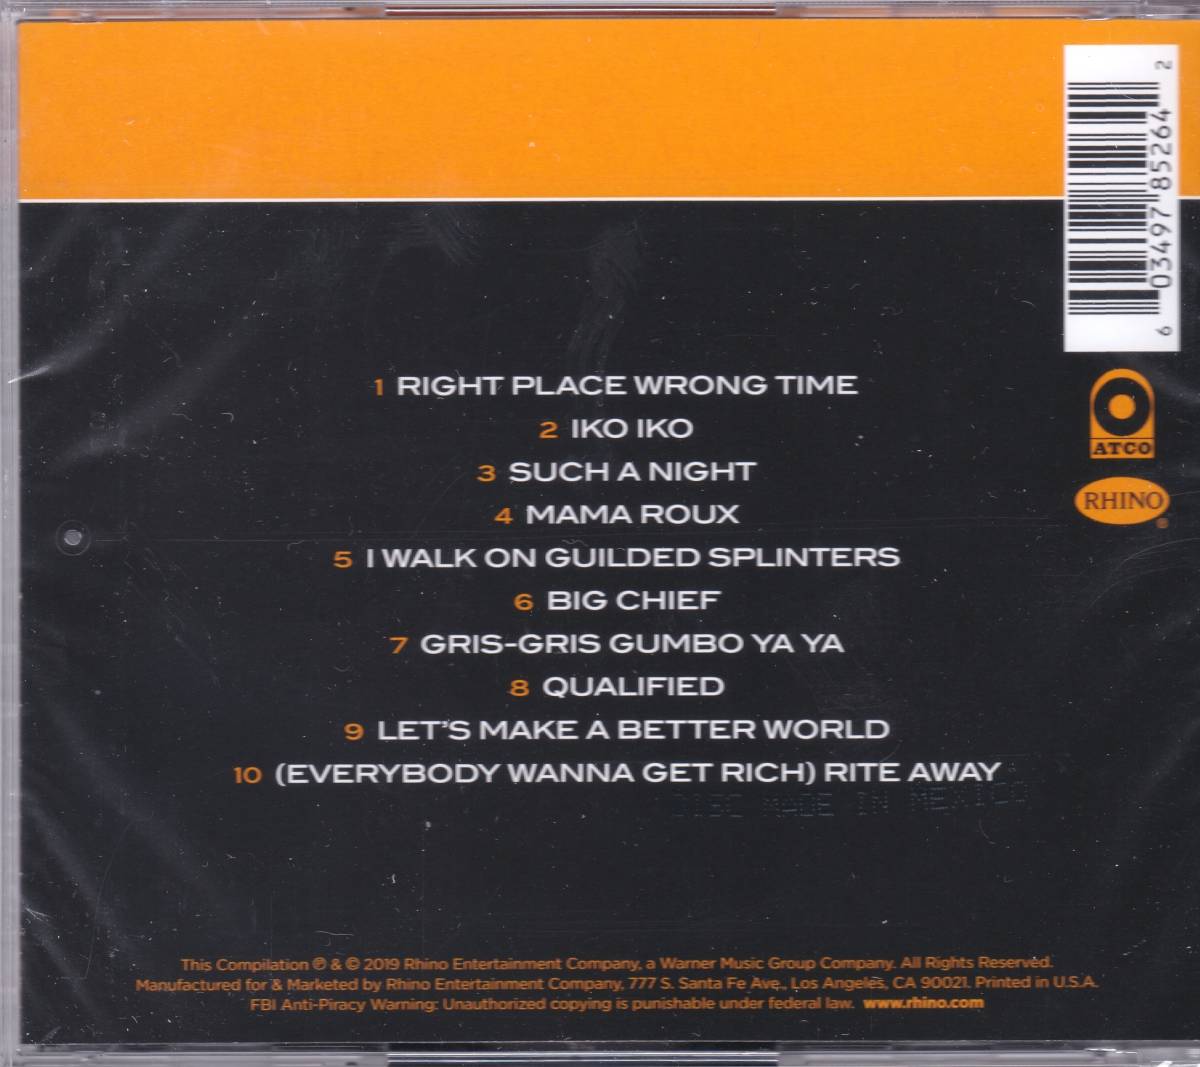 6 03497 85264 2
1 RIGHT PLACE WRONG TIME
2 IKO IKO
3 SUCH A NIGHT
4 MAMA ROUX
5 I WALK ON GUILDED SPLINTERS
6 BIG CHIEF
7 GRIS-GRIS GUMBO YA YA
8 QUALIFIED
9 LET'S MAKE A BETTER WORLD
10 (EVERYBODY WANNA GET RICH) RITE AWAY
DISC MADE IN MEXICO
ATCO
RHINO®
This Compilation ℗ & © 2019 Rhino Entertainment Company, a Warner Music Group Company. All Rights Reserved.
Manufactured for & Marketed by Rhino Entertainment Company, 777 S. Santa Fe Ave., Los Angeles, CA 90021. Printed in U.S.A.
FBI Anti-Piracy Warning: Unauthorized copying is punishable under federal law. www.rhino.com